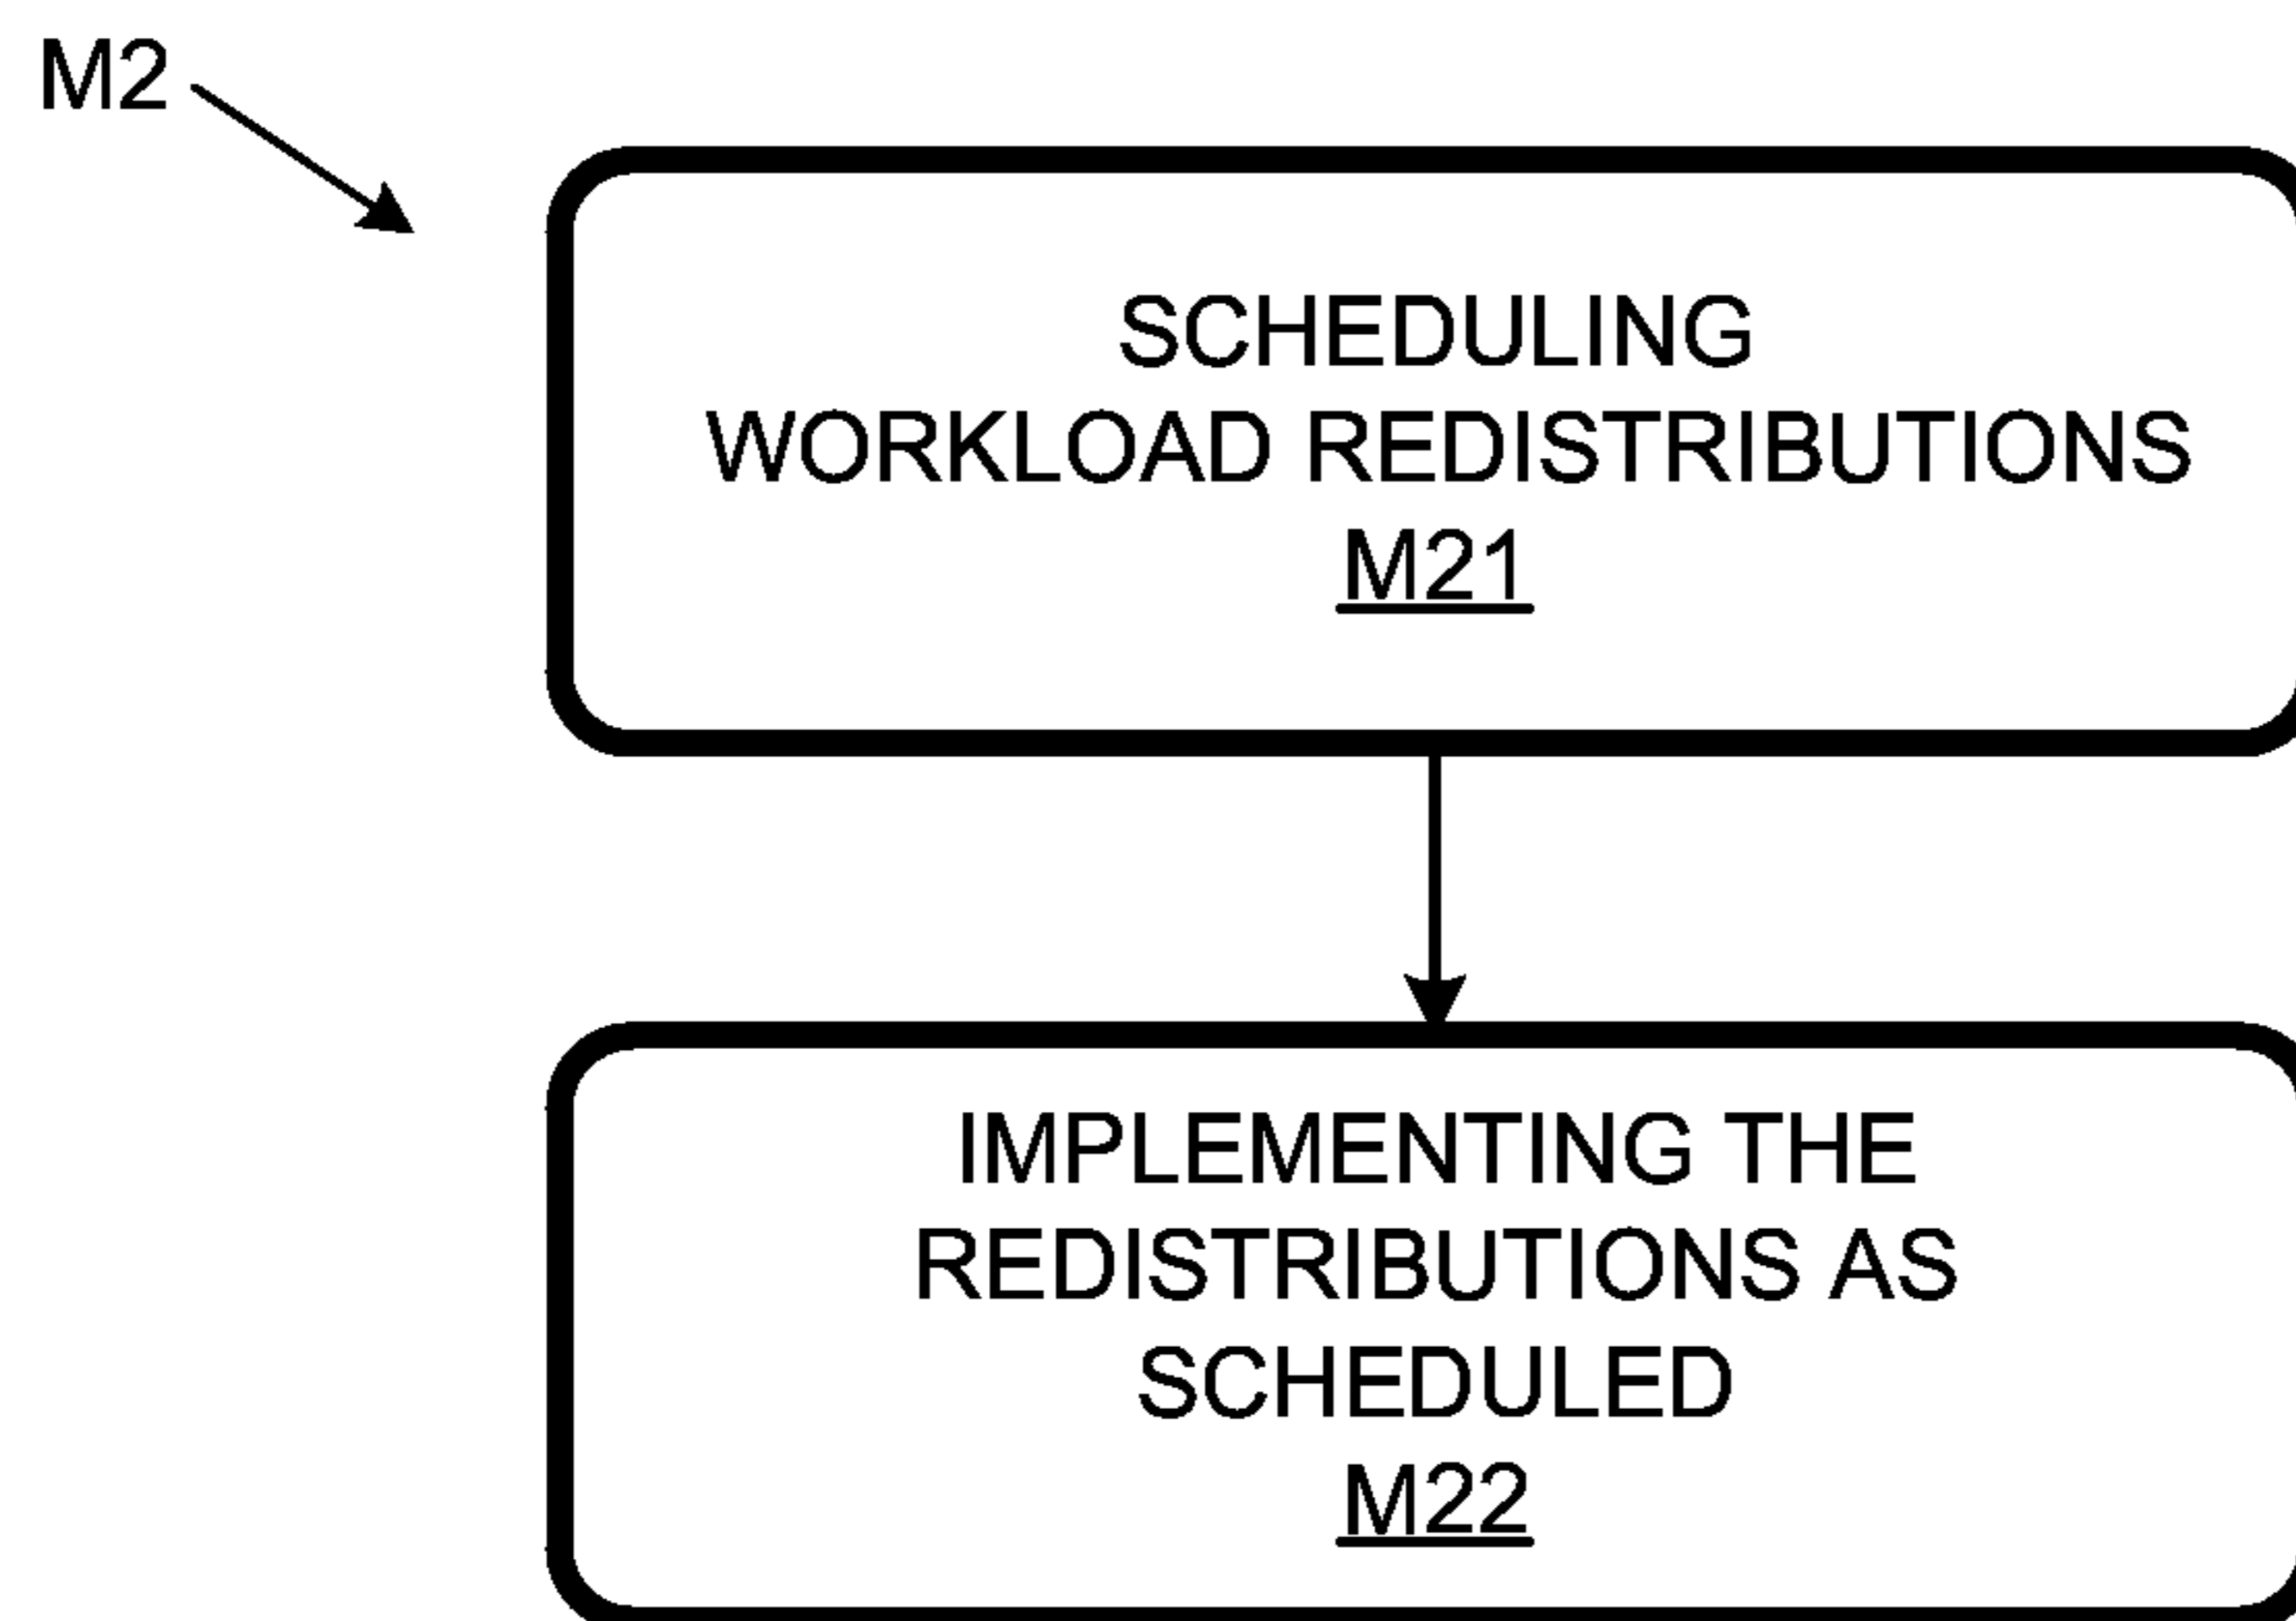 M2
SCHEDULING
WORKLOAD REDISTRIBUTIONS
M21
IMPLEMENTING THE
REDISTRIBUTIONS AS
SCHEDULED
M22